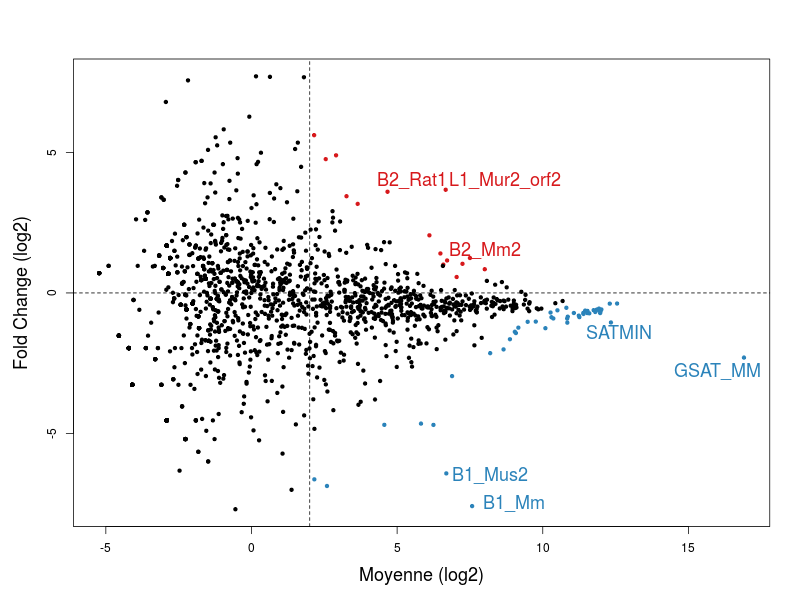 B2_Rat1 L1_Mur2_orf2
B2_Mm2
SATMIN
GSAT_MM
B1_Mus2
B1_Mm
Fold Change (log2)
5
0
-5
-5 0 5 10 15
Moyenne (log2)